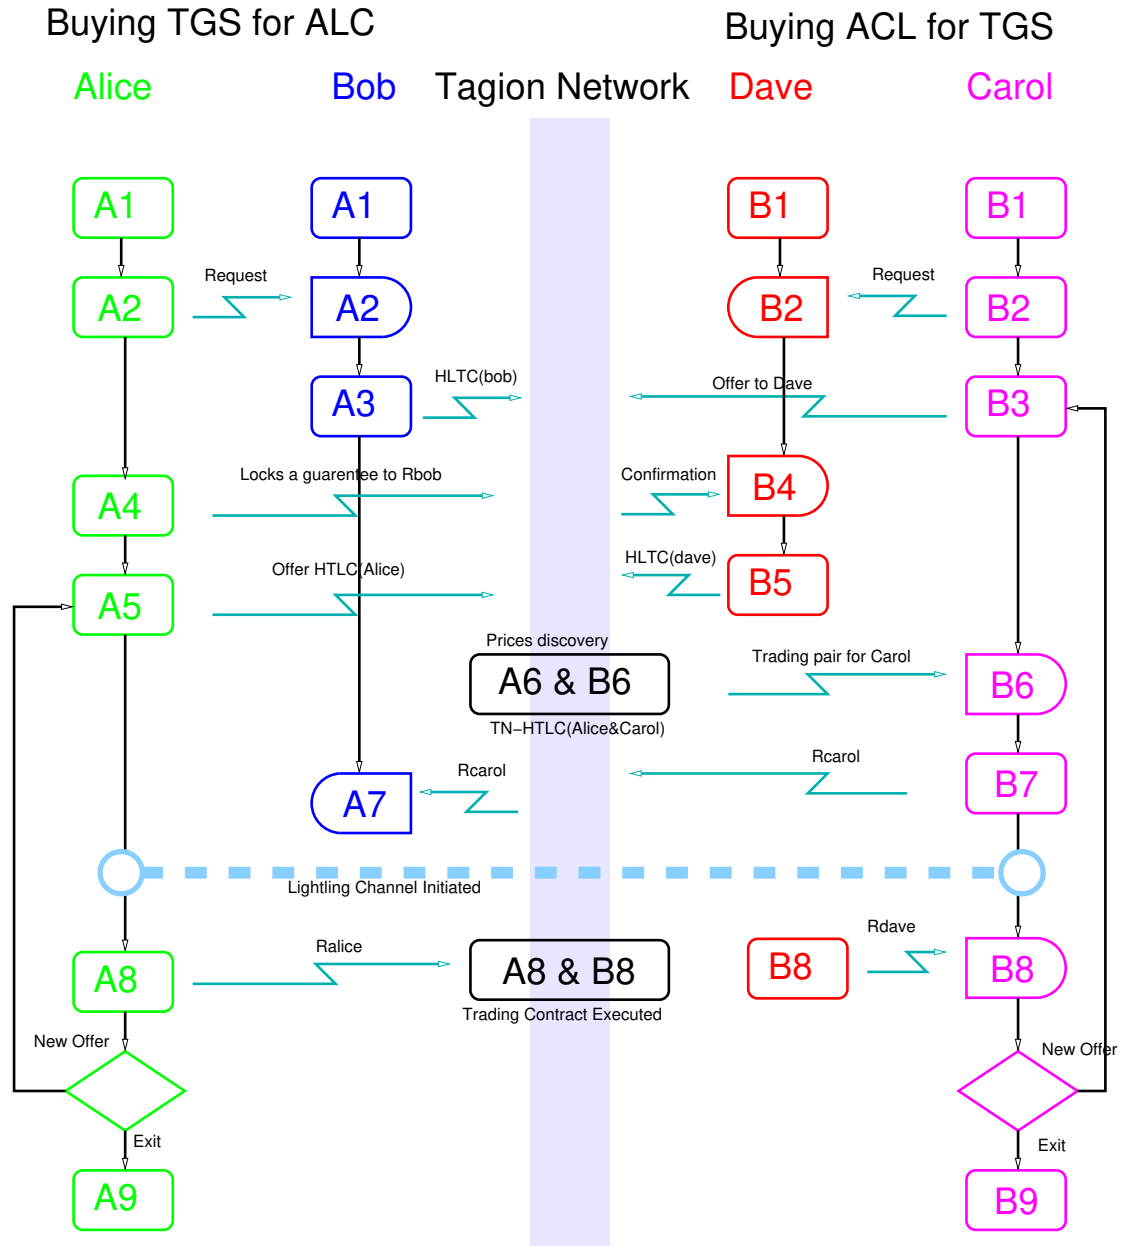 Buying TGS for ALC
Buying ACL for TGS
Alice
Bob
Tagion Network
Dave
Carol
A1
A1
B1
B1
Request
Request
A2
A2
B2
B2
HLTC(bob)
Offer to Dave
A3
B3
Locks a guarentee to Rbob
Confirmation
A4
B4
Offer HTLC(Alice)
HLTC(dave)
A5
B5
Prices discovery
Trading pair for Carol
A6 & B6
B6
TN−HTLC(Alice&Carol)
Rcarol
Rcarol
A7
B7
Lightling Channel Initiated
Ralice
Rdave
A8
A8 & B8
B8
B8
Trading Contract Executed
New Offer
New Offer
Exit
Exit
A9
B9